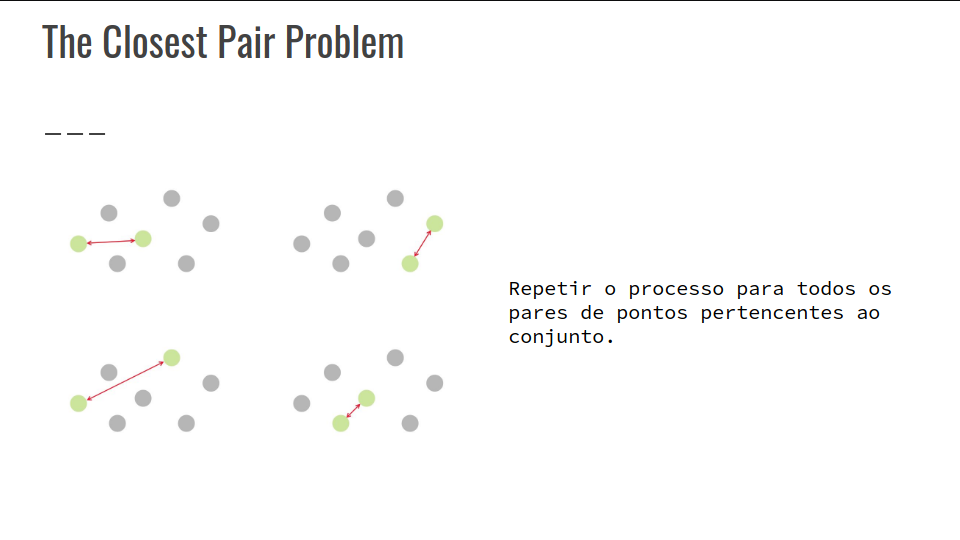 The Closest Pair Problem
Repetir o processo para todos os
pares de pontos pertencentes ao
conjunto.